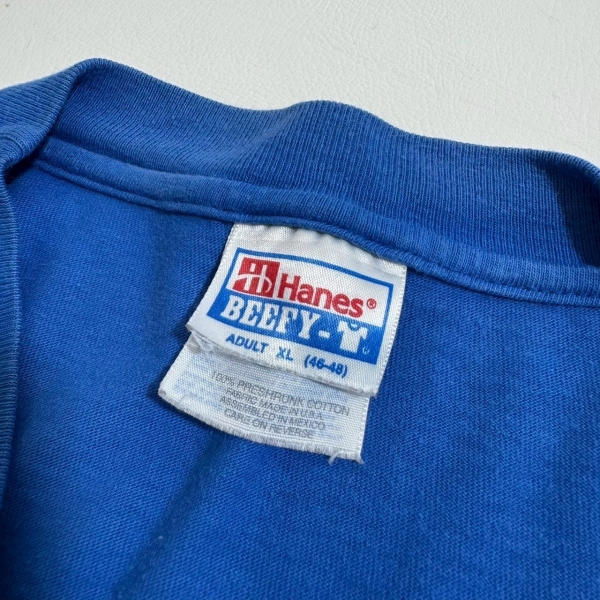 Hanes®
BEEFY-T®
ADULT XL (46-48)
100% PRESHRUNK COTTON
FABRIC MADE IN U.S.A.
ASSEMBLED IN MEXICO
CARE ON REVERSE